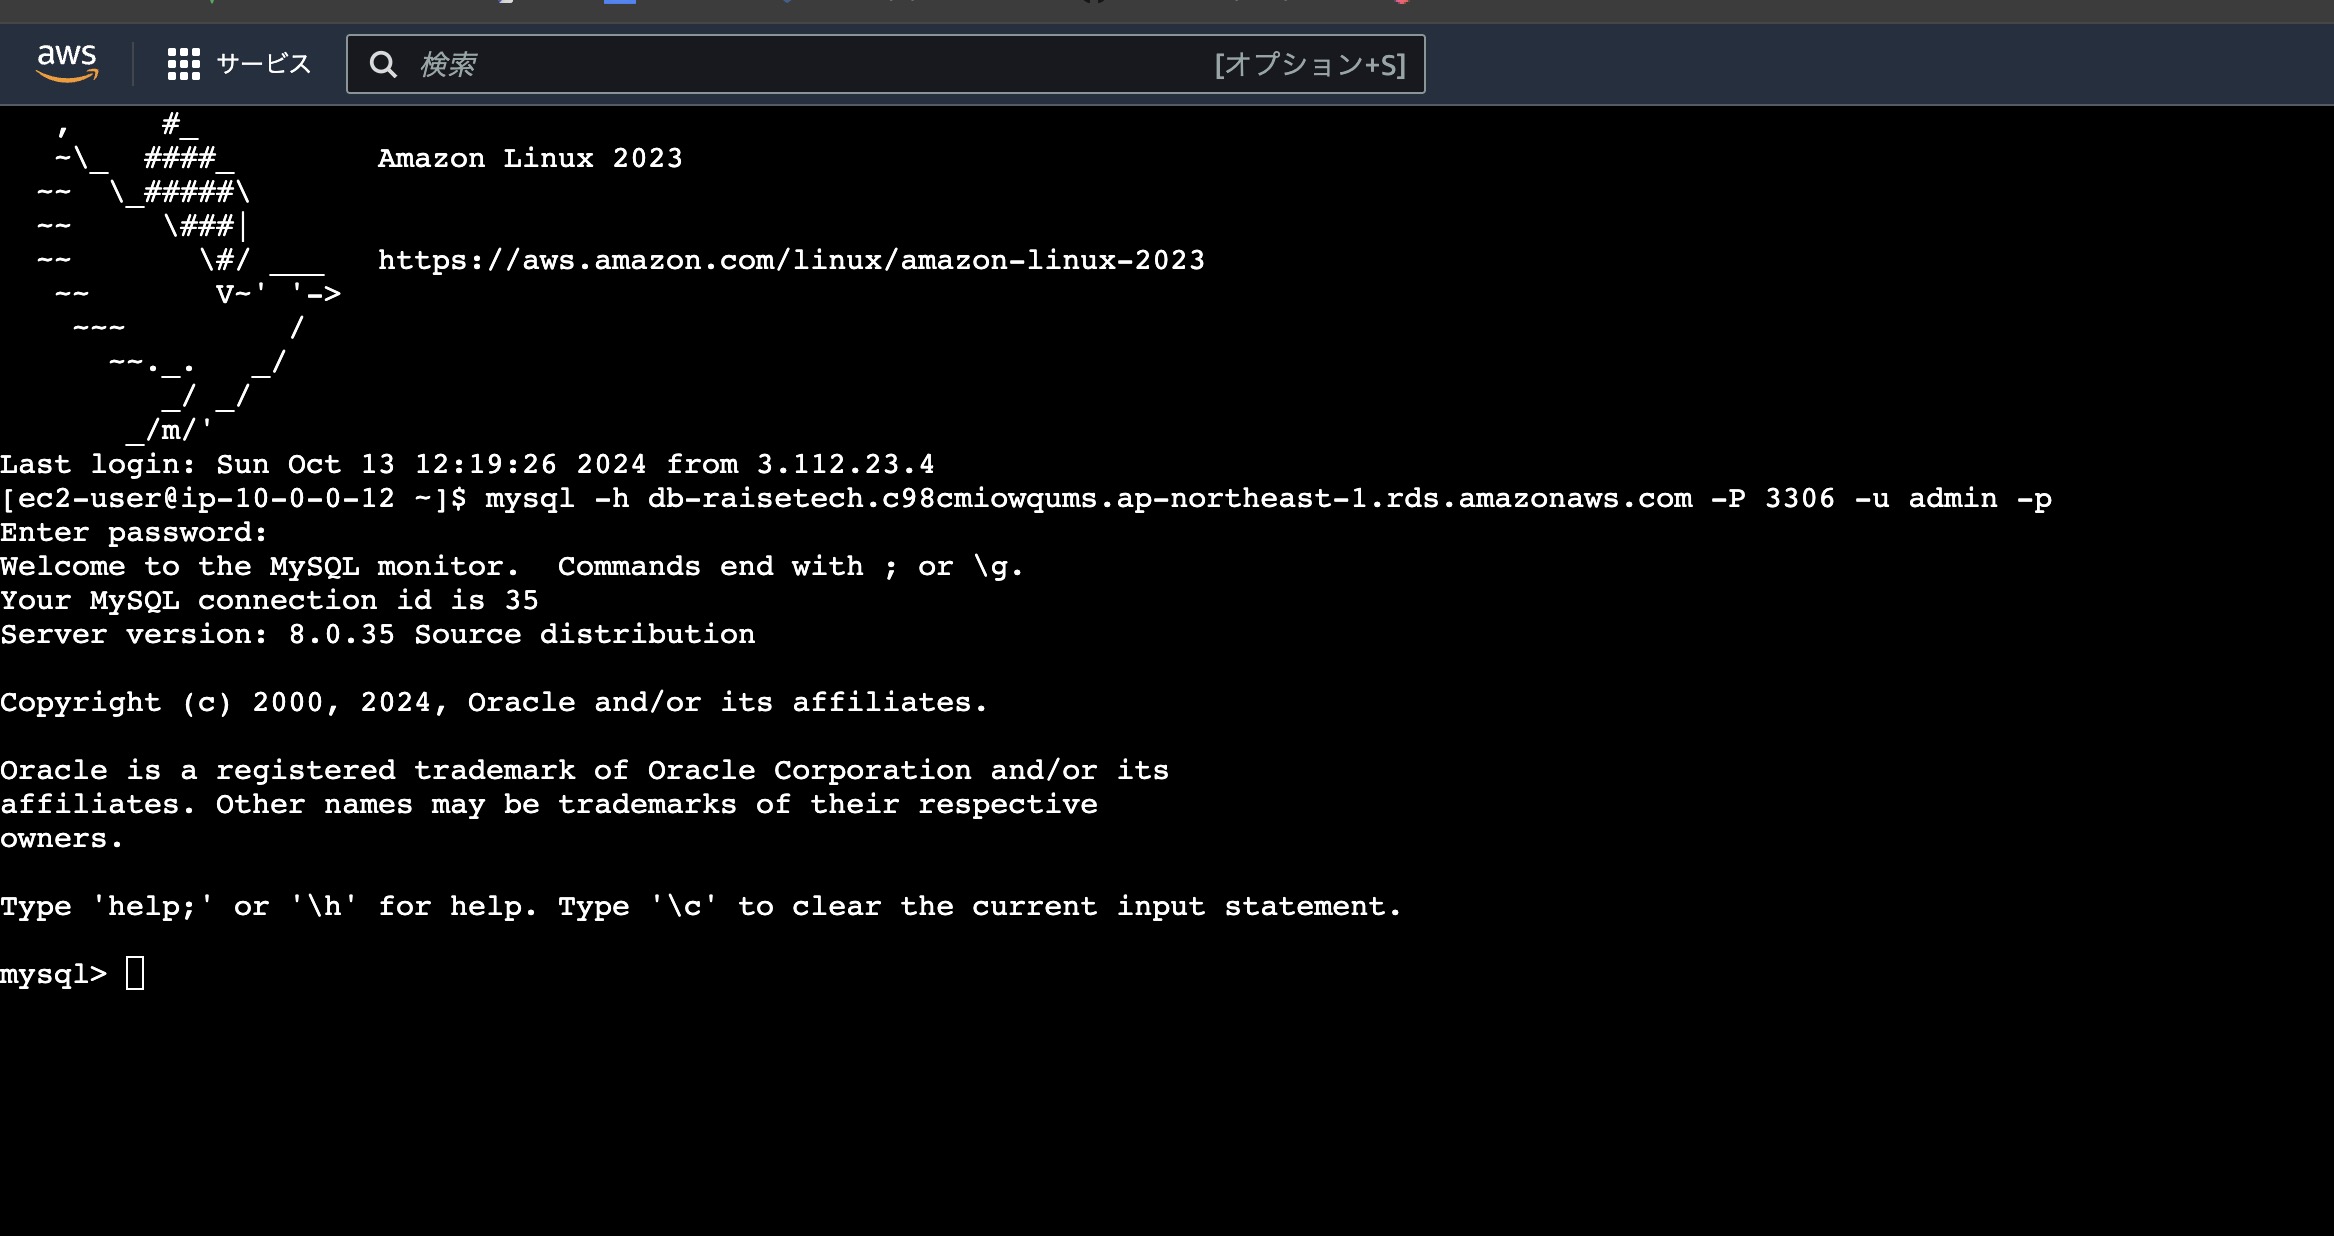 aws サービス 検索 [オプション+S]
   ,     #_
   ~\_  ####_        Amazon Linux 2023
  ~~  \_#####\
  ~~     \###|
  ~~       \#/ ___   https://aws.amazon.com/linux/amazon-linux-2023
   ~~       V~' '->
    ~~~         /
      ~~._.   _/
         _/ _/
       _/m/'
Last login: Sun Oct 13 12:19:26 2024 from 3.112.23.4
[ec2-user@ip-10-0-0-12 ~]$ mysql -h db-raisetech.c98cmiowqums.ap-northeast-1.rds.amazonaws.com -P 3306 -u admin -p
Enter password:
Welcome to the MySQL monitor.  Commands end with ; or \g.
Your MySQL connection id is 35
Server version: 8.0.35 Source distribution

Copyright (c) 2000, 2024, Oracle and/or its affiliates.

Oracle is a registered trademark of Oracle Corporation and/or its
affiliates. Other names may be trademarks of their respective
owners.

Type 'help;' or '\h' for help. Type '\c' to clear the current input statement.

mysql>